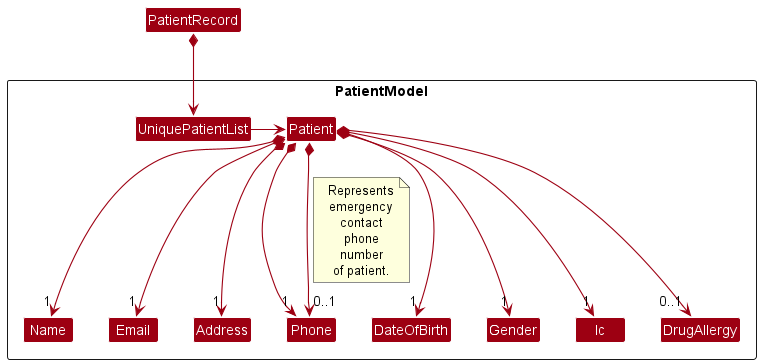 PatientRecord
PatientModel
UniquePatientList
Patient
Represents
emergency
contact
phone
number
of patient.
1
1
1
1
0..1
1
1
1
0..1
Name
Email
Address
Phone
DateOfBirth
Gender
Ic
DrugAllergy